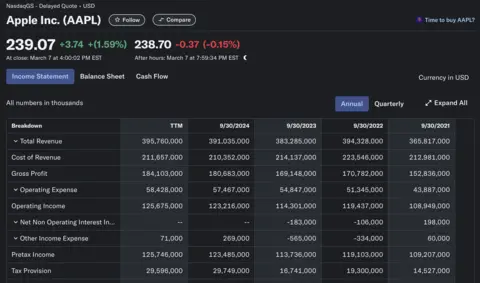 NasdaqGS - Delayed Quote • USD
Apple Inc. (AAPL) Follow Compare Time to buy AAPL?
239.07 +3.74 +(1.59%) 238.70 -0.37 (-0.15%)
At close: March 7 at 4:00:02 PM EST After hours: March 7 at 7:59:34 PM EST
Income Statement Balance Sheet Cash Flow Currency in USD
All numbers in thousands Annual Quarterly Expand All
Breakdown TTM 9/30/2024 9/30/2023 9/30/2022 9/30/2021
Total Revenue 395,760,000 391,035,000 383,285,000 394,328,000 365,817,000
Cost of Revenue 211,657,000 210,352,000 214,137,000 223,546,000 212,981,000
Gross Profit 184,103,000 180,683,000 169,148,000 170,782,000 152,836,000
Operating Expense 58,428,000 57,467,000 54,847,000 51,345,000 43,887,000
Operating Income 125,675,000 123,216,000 114,301,000 119,437,000 108,949,000
Net Non Operating Interest In... -- -- -183,000 -106,000 198,000
Other Income Expense 71,000 269,000 -565,000 -334,000 60,000
Pretax Income 125,746,000 123,485,000 113,736,000 119,103,000 109,207,000
Tax Provision 29,596,000 29,749,000 16,741,000 19,300,000 14,527,000